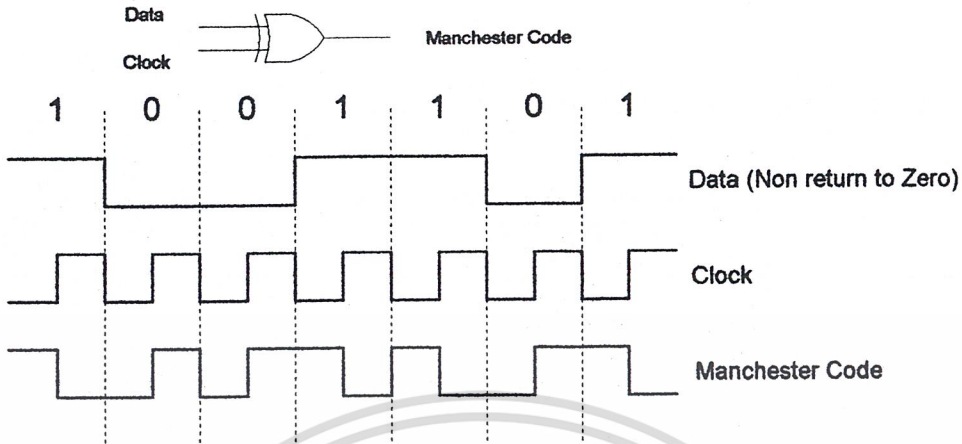 Data
Manchester Code
Clock
1 0 0 1 1 0 1
Data (Non return to Zero)
Clock
Manchester Code